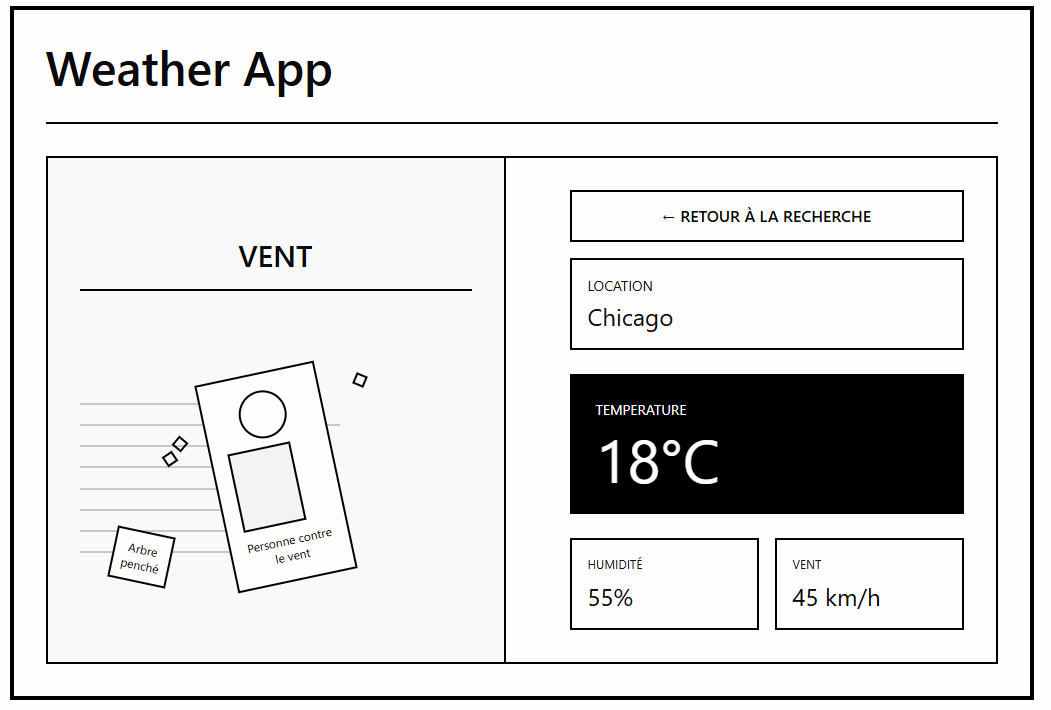 Weather App
VENT
Personne contre
le vent
Arbre
penché
← RETOUR À LA RECHERCHE
LOCATION
Chicago
TEMPERATURE
18°C
HUMIDITÉ
55%
VENT
45 km/h